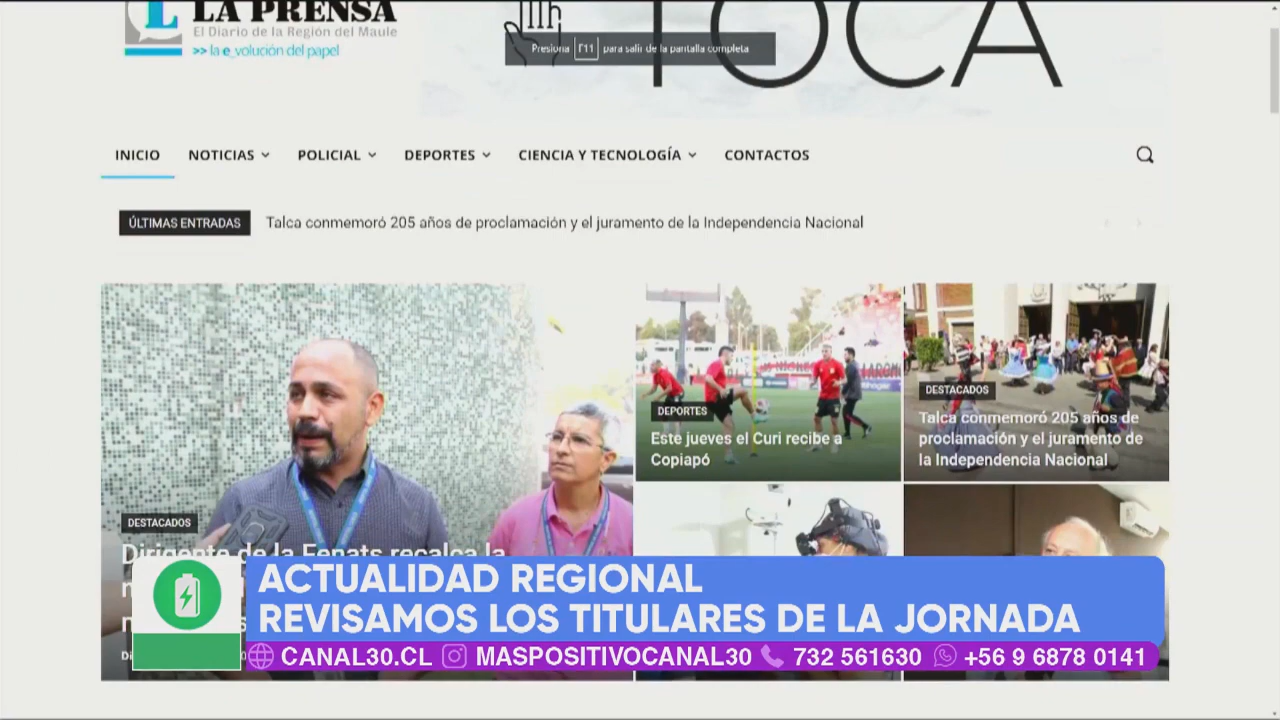 LA PRENSA
El Diario de la Región del Maule
>> la e_volución del papel
TOCA
Presiona F11 para salir de la pantalla completa
INICIO NOTICIAS POLICIAL DEPORTES CIENCIA Y TECNOLOGÍA CONTACTOS
ÚLTIMAS ENTRADAS Talca conmemoró 205 años de proclamación y el juramento de la Independencia Nacional
DEPORTES
Este jueves el Curi recibe a
Copiapó
DESTACADOS
Talca conmemoró 205 años de
proclamación y el juramento de
la Independencia Nacional
DESTACADOS
Dirigente de la Fenats recalca la
ACTUALIDAD REGIONAL
REVISAMOS LOS TITULARES DE LA JORNADA
CANAL30.CL MASPOSITIVOCANAL30 732 561630 +56 9 6878 0141